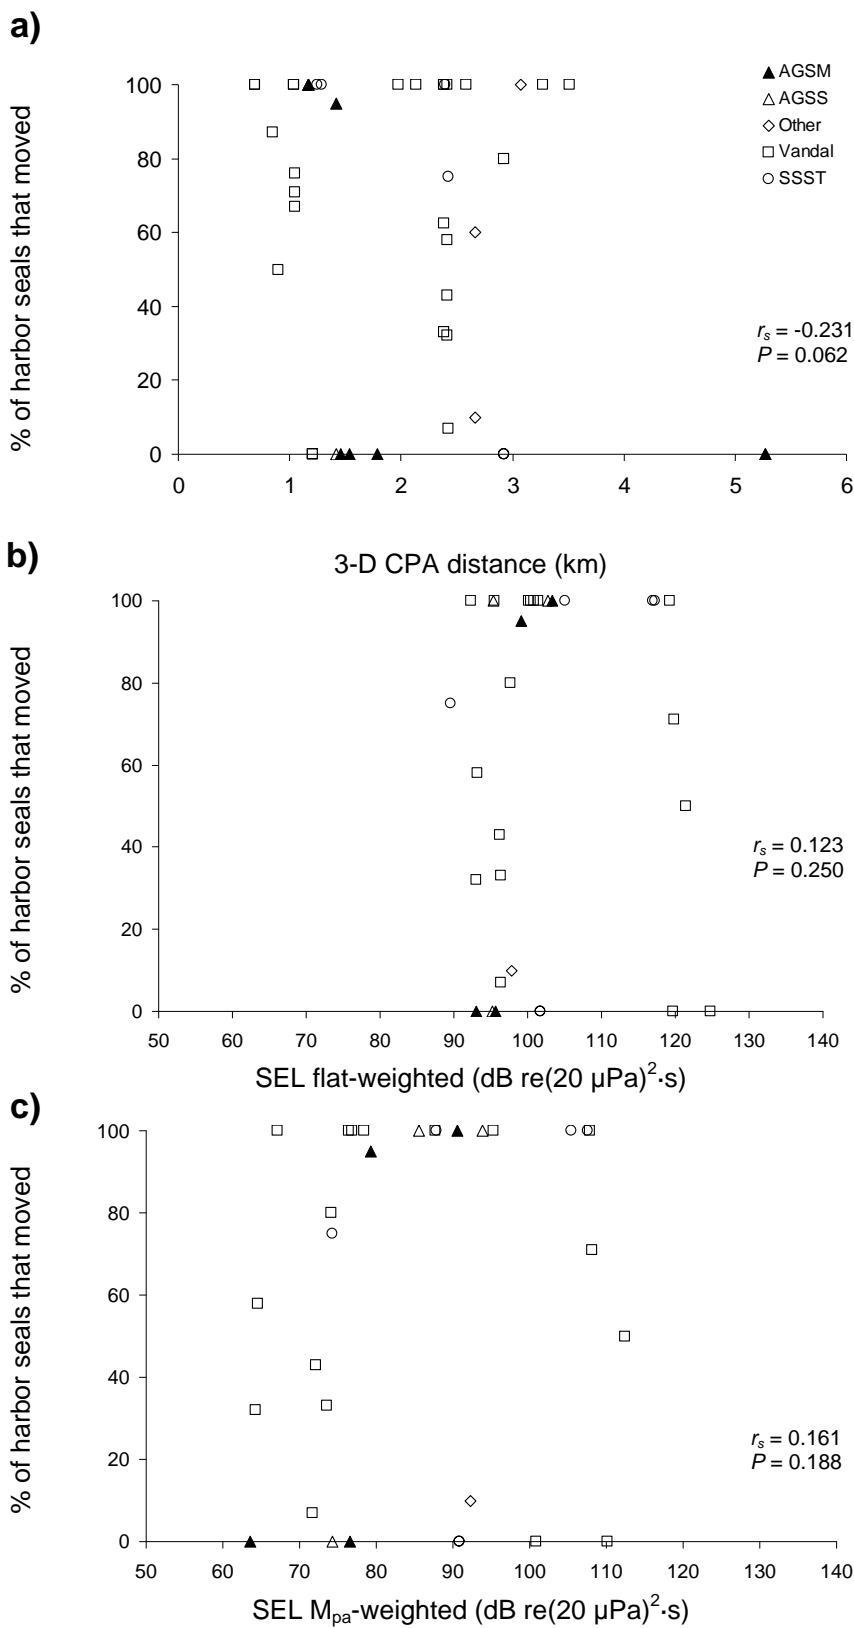 a)
% of harbor seals that moved
100
80
60
40
20
0
0 1 2 3 4 5 6
AGSM
AGSS
Other
Vandal
SSST
rs = -0.231
P = 0.062
3-D CPA distance (km)
b)
% of harbor seals that moved
100
80
60
40
20
0
50 60 70 80 90 100 110 120 130 140
rs = 0.123
P = 0.250
SEL flat-weighted (dB re(20 µPa)²·s)
c)
% of harbor seals that moved
100
80
60
40
20
0
50 60 70 80 90 100 110 120 130 140
rs = 0.161
P = 0.188
SEL Mpa-weighted (dB re(20 µPa)²·s)